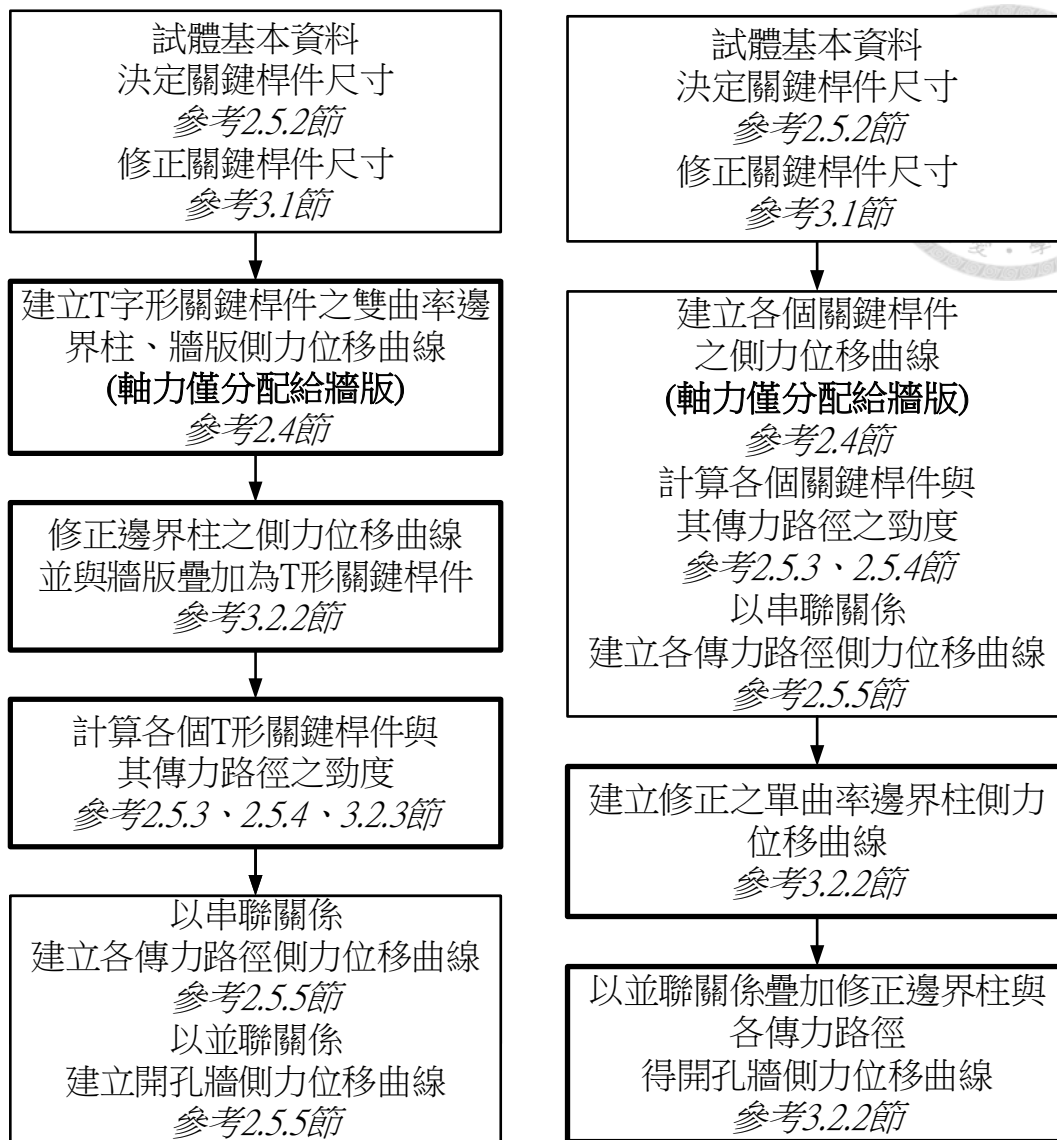 試體基本資料
決定關鍵桿件尺寸
參考2.5.2節
修正關鍵桿件尺寸
參考3.1節
建立T字形關鍵桿件之雙曲率邊
界柱、牆版側力位移曲線
(軸力僅分配給牆版)
參考2.4節
修正邊界柱之側力位移曲線
並與牆版疊加為T形關鍵桿件
參考3.2.2節
計算各個T形關鍵桿件與
其傳力路徑之勁度
參考2.5.3、2.5.4、3.2.3節
以串聯關係
建立各傳力路徑側力位移曲線
參考2.5.5節
以並聯關係
建立開孔牆側力位移曲線
參考2.5.5節
試體基本資料
決定關鍵桿件尺寸
參考2.5.2節
修正關鍵桿件尺寸
參考3.1節
建立各個關鍵桿件
之側力位移曲線
(軸力僅分配給牆版)
參考2.4節
計算各個關鍵桿件與
其傳力路徑之勁度
參考2.5.3、2.5.4節
以串聯關係
建立各傳力路徑側力位移曲線
參考2.5.5節
建立修正之單曲率邊界柱側力
位移曲線
參考3.2.2節
以並聯關係疊加修正邊界柱與
各傳力路徑
得開孔牆側力位移曲線
參考3.2.2節